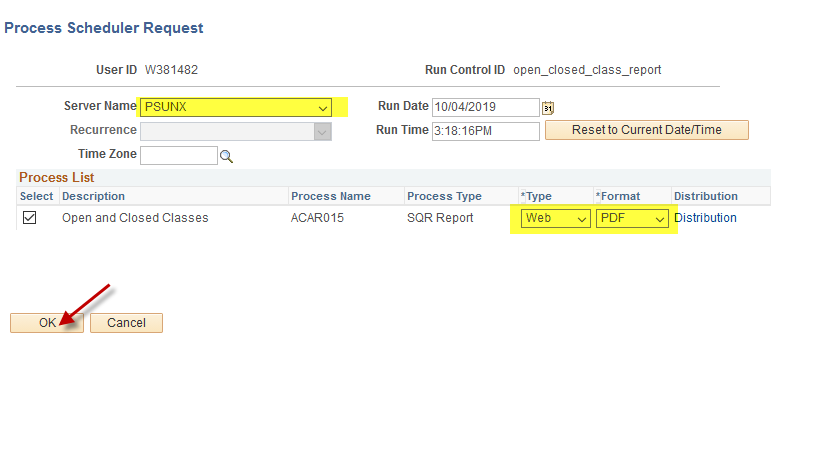 Process Scheduler Request
User ID W381482 Run Control ID open_closed_class_report
Server Name PSUNX Run Date 10/04/2019 31
Recurrence Run Time 3:18:16PM Reset to Current Date/Time
Time Zone
Process List
Select Description Process Name Process Type *Type *Format Distribution
Open and Closed Classes ACAR015 SQR Report Web PDF Distribution
OK Cancel